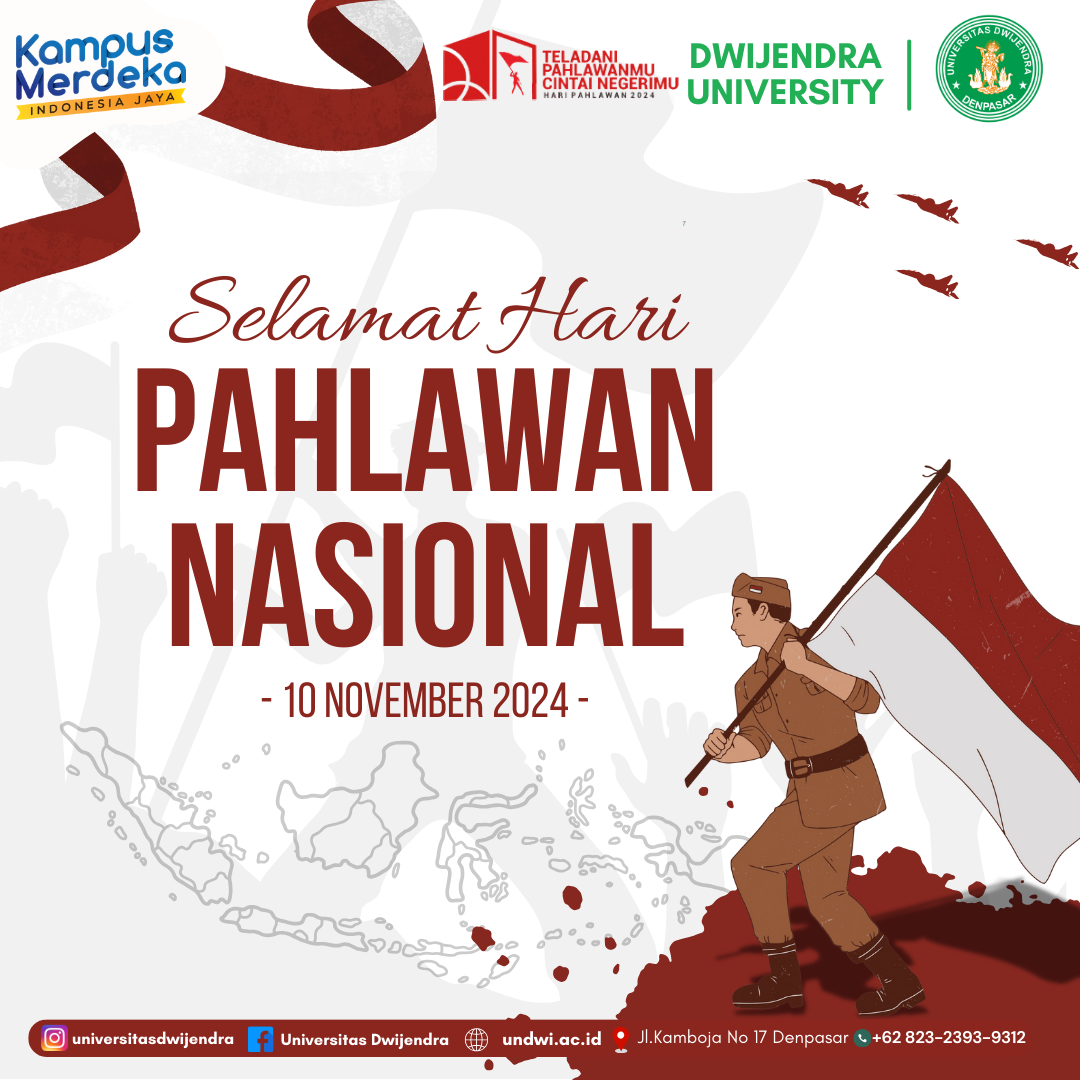 Kampus
Merdeka
INDONESIA JAYA
TELADANI
PAHLAWANMU
CINTAI NEGERIMU
HARI PAHLAWAN 2024
DWIJENDRA
UNIVERSITY
UNIVERSITAS DWIJENDRA
DENPASAR
7
Selamat Hari
PAHLAWAN
NASIONAL
- 10 NOVEMBER 2024 -
universitasdwijendra
Universitas Dwijendra
undwi.ac.id
Jl.Kamboja No 17 Denpasar
+62 823-2393-9312